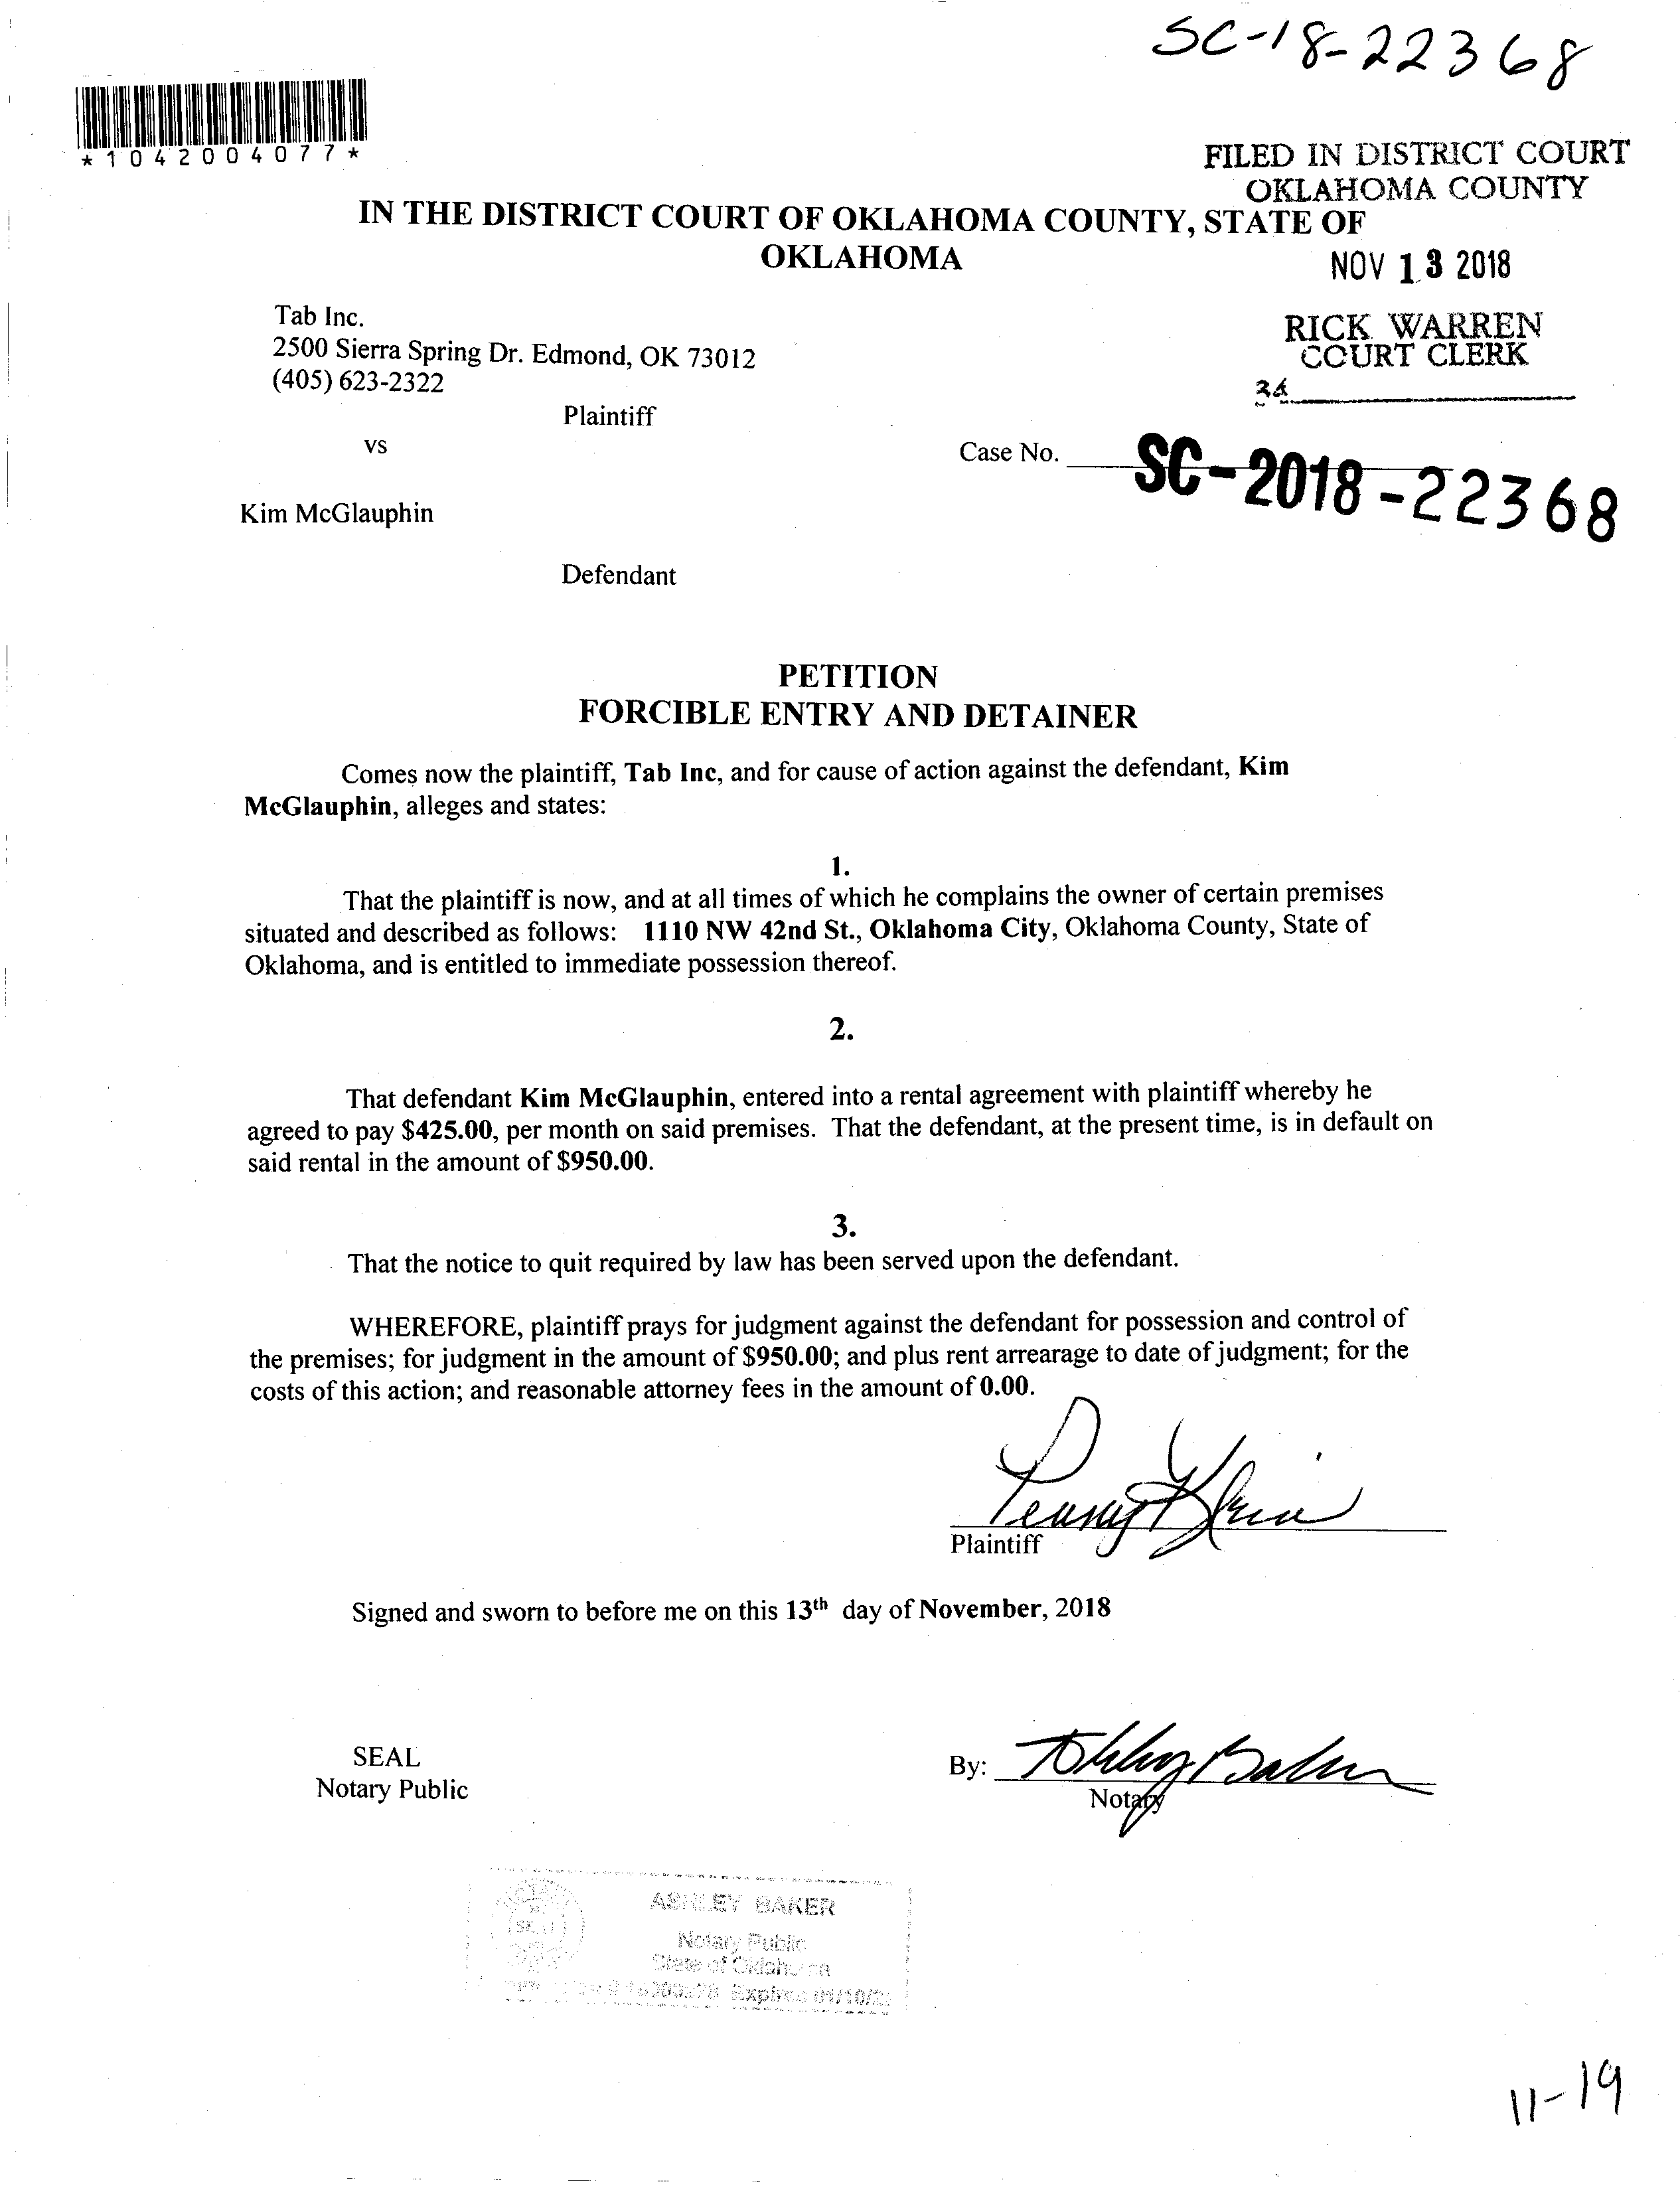 SC-18-22368
*1042004077*
FILED IN DISTRICT COURT
OKLAHOMA COUNTY
IN THE DISTRICT COURT OF OKLAHOMA COUNTY, STATE OF
OKLAHOMA
NOV 13 2018
Tab Inc.
2500 Sierra Spring Dr. Edmond, OK 73012
(405) 623-2322
RICK WARREN
COURT CLERK
Plaintiff
vs
Case No. SC-2018-22368
Kim McGlauphin
Defendant
PETITION
FORCIBLE ENTRY AND DETAINER
Comes now the plaintiff, Tab Inc, and for cause of action against the defendant, Kim
McGlauphin, alleges and states:
1.
That the plaintiff is now, and at all times of which he complains the owner of certain premises
situated and described as follows: 1110 NW 42nd St., Oklahoma City, Oklahoma County, State of
Oklahoma, and is entitled to immediate possession thereof.
2.
That defendant Kim McGlauphin, entered into a rental agreement with plaintiff whereby he
agreed to pay $425.00, per month on said premises. That the defendant, at the present time, is in default on
said rental in the amount of $950.00.
3.
That the notice to quit required by law has been served upon the defendant.
WHEREFORE, plaintiff prays for judgment against the defendant for possession and control of
the premises; for judgment in the amount of $950.00; and plus rent arrearage to date of judgment; for the
costs of this action; and reasonable attorney fees in the amount of 0.00.
Plaintiff
Signed and sworn to before me on this 13th day of November, 2018
SEAL
Notary Public
By: Ashley Baker
Notary
ASHLEY BAKER
Notary Public
State of Oklahoma
11-19